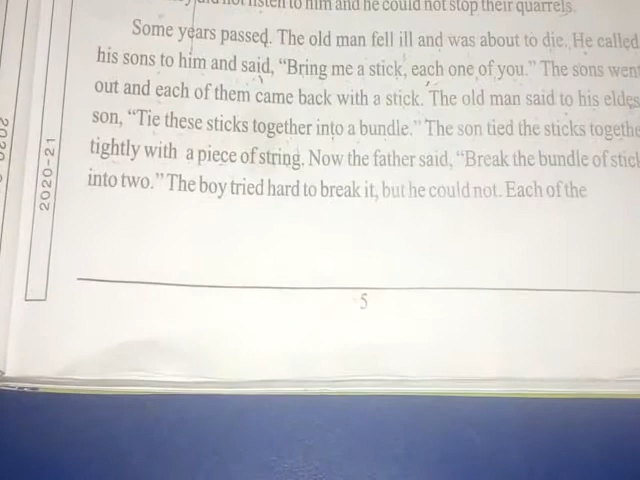 not listen to him and he could not stop their quarrels.
Some years passed. The old man fell ill and was about to die. He called
his sons to him and said, “Bring me a stick, each one of you.” The sons went
out and each of them came back with a stick. The old man said to his eldes
son, “Tie these sticks together into a bundle.” The son tied the sticks togethe
tightly with a piece of string. Now the father said, “Break the bundle of stick
into two.” The boy tried hard to break it, but he could not. Each of the
5
2020-21